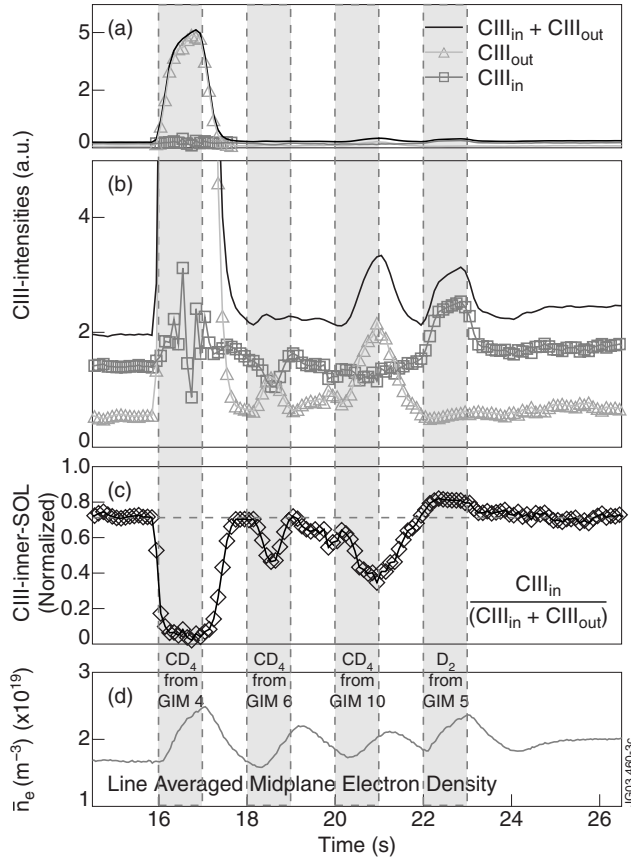 (a)
CIII_in + CIII_out
CIII_out
CIII_in
5
2
0
CIII-intensities (a.u.)
(b)
4
2
0
(c)
1.0
0.8
0.6
0.4
0.2
0
CIII-inner-SOL
(Normalized)
CIII_in
(CIII_in + CIII_out)
(d)
CD₄
from
GIM 4
CD₄
from
GIM 6
CD₄
from
GIM 10
D₂
from
GIM 5
3
2
1
n̄ₑ (m⁻³) (x10¹⁹)
Line Averaged Midplane Electron Density
16 18 20 22 24 26
Time (s)
JG03.460-3c